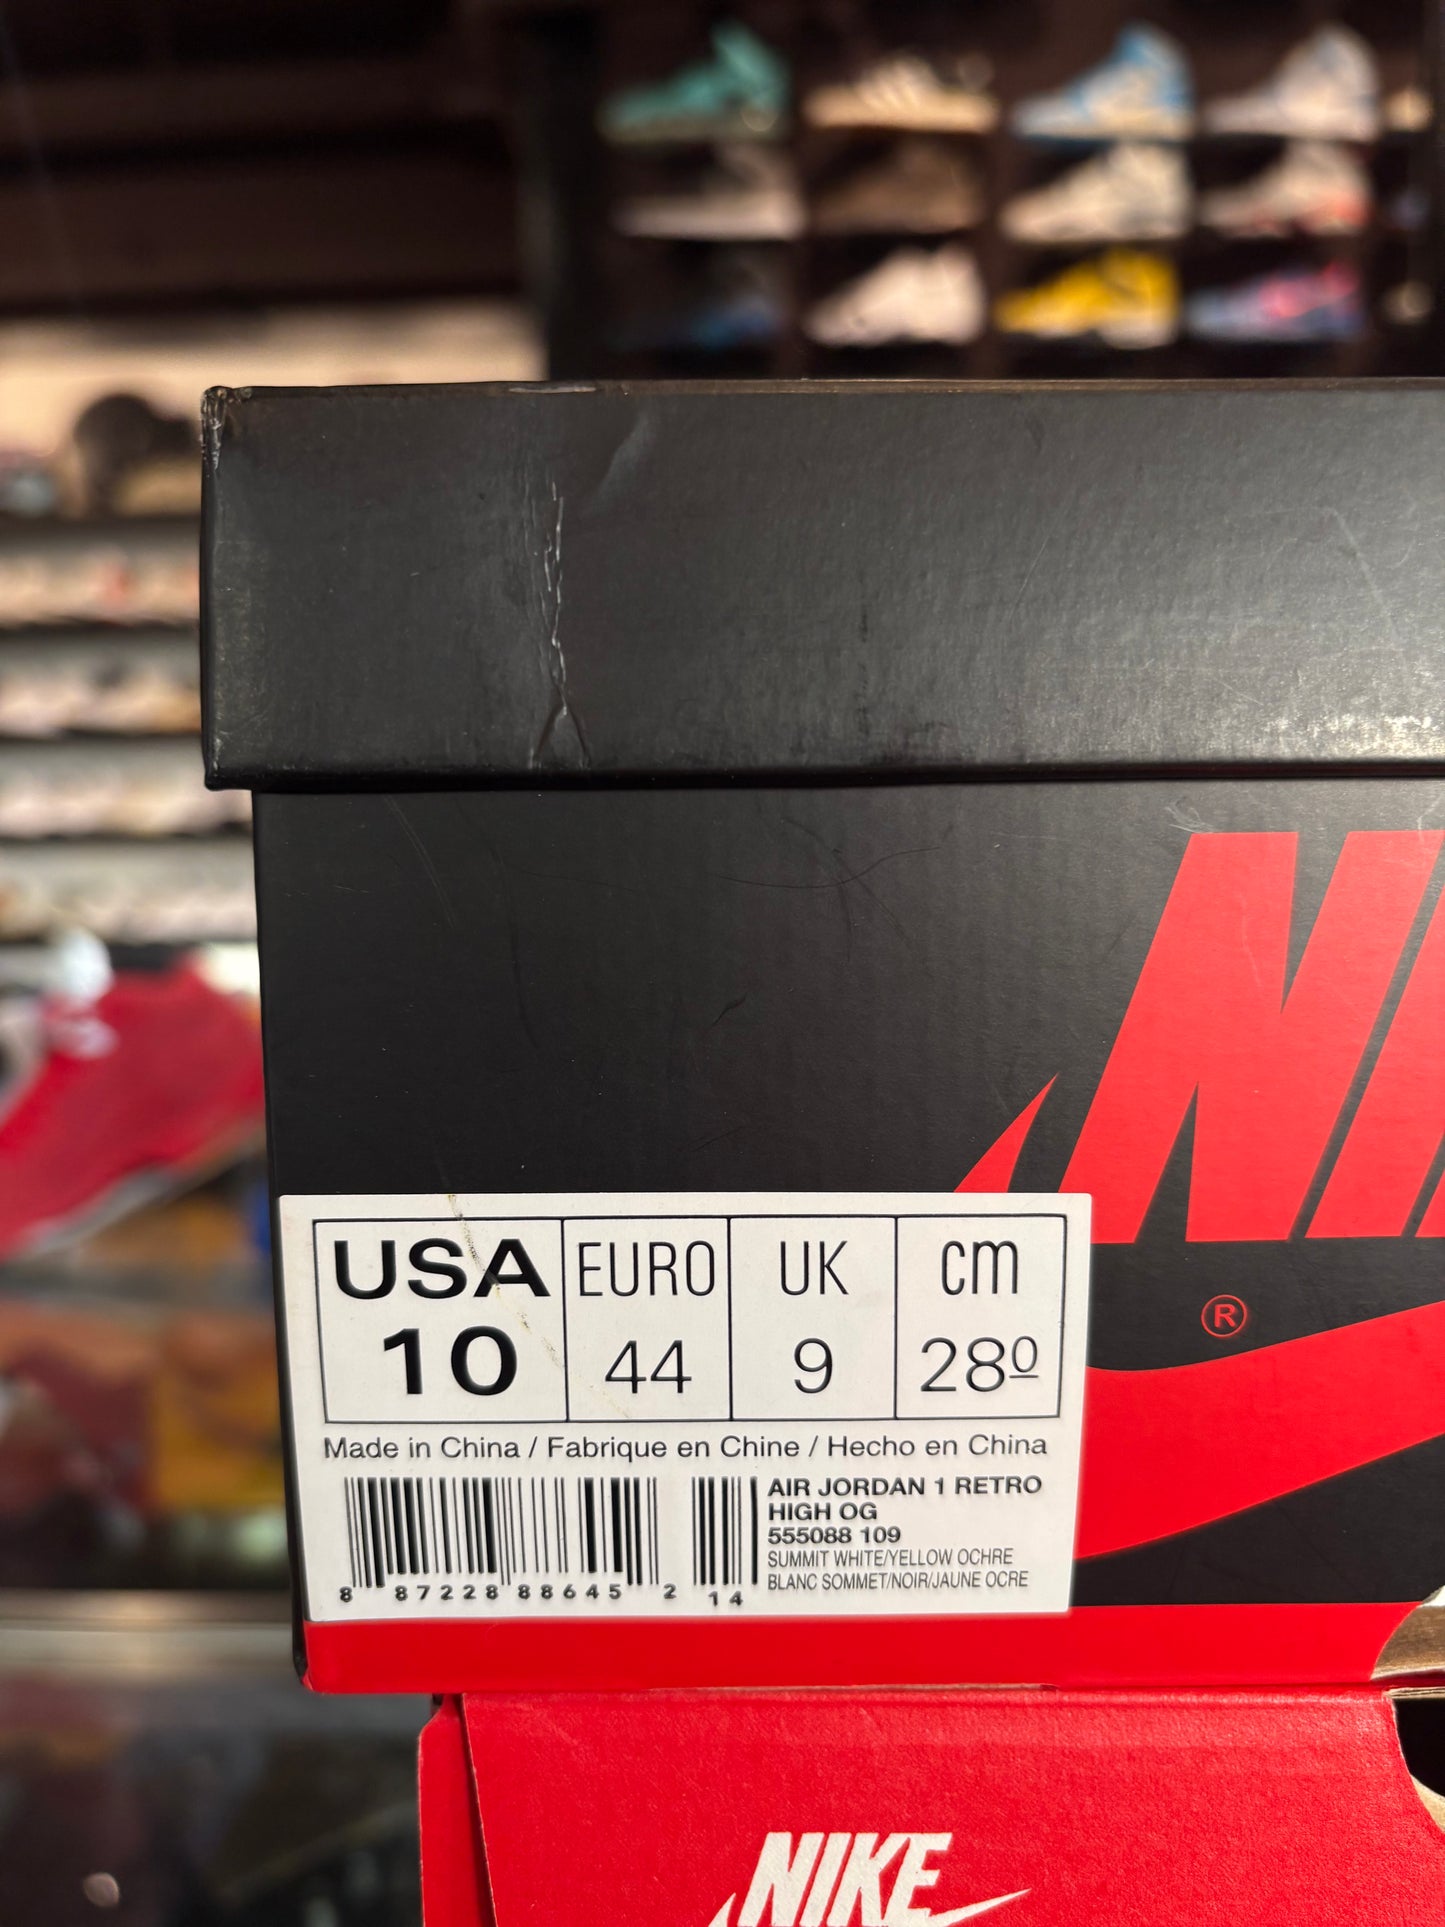 NIKE
®
USA EURO UK cm
10 44 9 28º
Made in China / Fabrique en Chine / Hecho en China
AIR JORDAN 1 RETRO
HIGH OG
555088 109
SUMMIT WHITE/YELLOW OCHRE
BLANC SOMMET/NOIR/JAUNE OCRE
8 87228 88645 2 14
NIKE